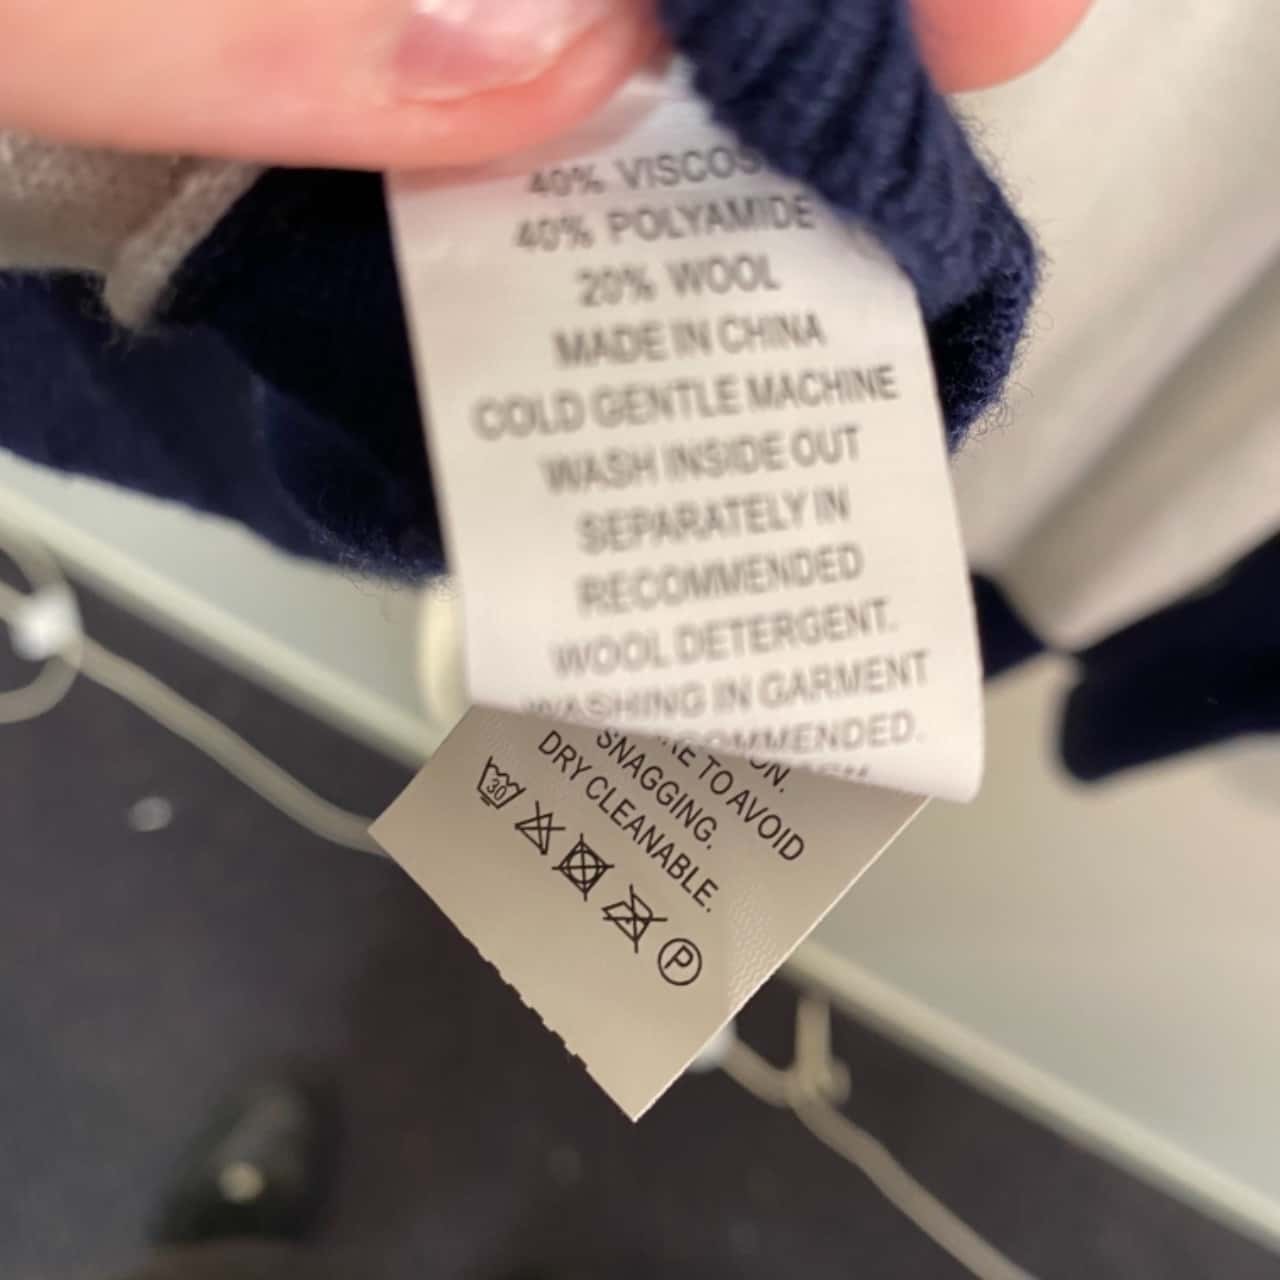 40% VISCOS
40% POLYAMIDE
20% WOOL
MADE IN CHINA
COLD GENTLE MACHINE
WASH INSIDE OUT
SEPARATELY IN
RECOMMENDED
WOOL DETERGENT.
WASHING IN GARMENT
OMMENDED.
TO AVOID
SNAGGING.
DRY CLEANABLE.
30
P